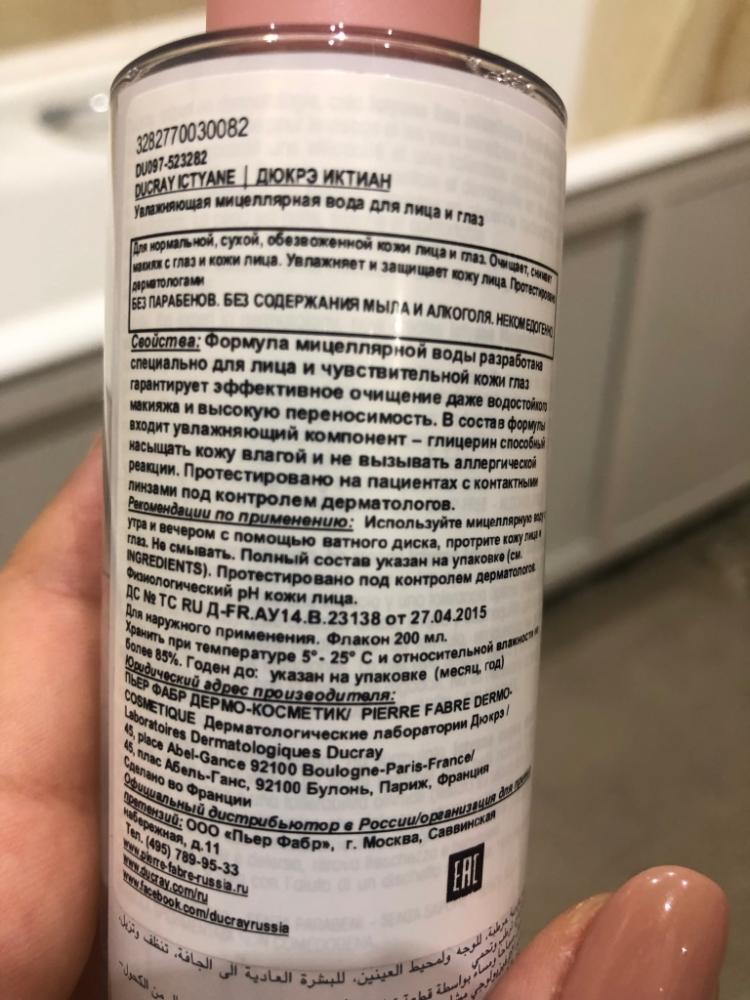 3282770030082
DU097-523282
DUCRAY ICTYANE | ДЮКРЭ ИКТИАН
Увлажняющая мицеллярная вода для лица и глаз
Для нормальной, сухой, обезвоженной кожи лица и глаз. Очищает, снимает
макияж с глаз и кожи лица. Увлажняет и защищает кожу лица. Протестировано
дерматологами
БЕЗ ПАРАБЕНОВ. БЕЗ СОДЕРЖАНИЯ МЫЛА И АЛКОГОЛЯ. НЕКОМЕДОГЕННО
Свойства: Формула мицеллярной воды разработана
специально для лица и чувствительной кожи глаз
гарантирует эффективное очищение даже водостойкого
макияжа и высокую переносимость. В состав формулы
входит увлажняющий компонент – глицерин способный
насыщать кожу влагой и не вызывать аллергической
реакции. Протестировано на пациентах с контактными
линзами под контролем дерматологов.
Рекомендации по применению: Используйте мицеллярную воду
утра и вечером с помощью ватного диска, протрите кожу лица и
глаз. Не смывать. Полный состав указан на упаковке (см.
INGREDIENTS). Протестировано под контролем дерматологов.
Физиологический pH кожи лица.
ДС № ТС RU Д-FR.АУ14.В.23138 от 27.04.2015
Для наружного применения. Флакон 200 мл.
Хранить при температуре 5°- 25° С и относительной влажности не
более 85%. Годен до: указан на упаковке (месяц, год)
Юридический адрес производителя:
ПЬЕР ФАБР ДЕРМО-КОСМЕТИК/ PIERRE FABRE DERMO-
COSMETIQUE Дерматологические лаборатории Дюкрэ /
Laboratoires Dermatologiques Ducray
45, place Abel-Gance 92100 Boulogne-Paris-France/
45, плас Абель-Ганс, 92100 Булонь, Париж, Франция
Сделано во Франции
Официальный дистрибьютор в России/организация для приема
претензий: ООО «Пьер Фабр», г. Москва, Саввинская
набережная, д.11
Тел. (495) 789-95-33
www.pierre-fabre-russia.ru
www.ducray.com/ru
www.facebook.com/ducrayrussia
EAC
للوجه ولمحيط العينين، للبشرة العادية الى الجافة، تنظف وتزيل